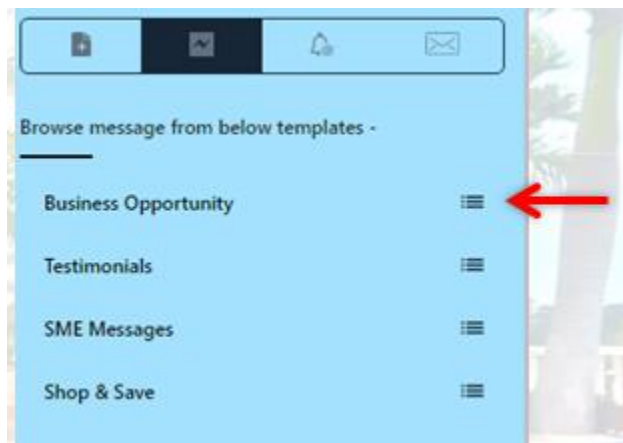 Browse message from below templates -
Business Opportunity
Testimonials
SME Messages
Shop & Save